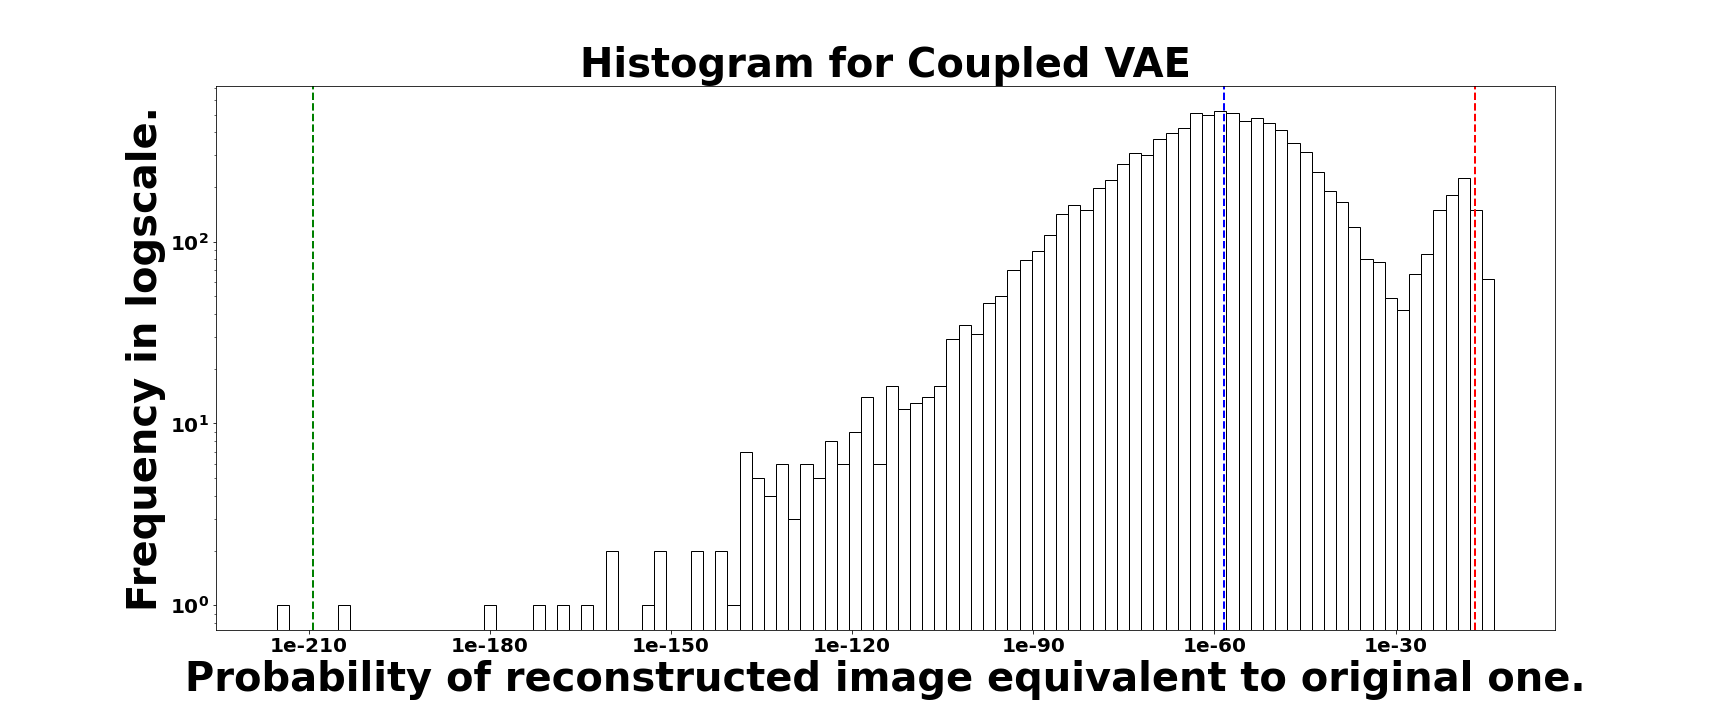 Histogram for Coupled VAE
Frequency in logscale.
10²
10¹
10⁰
1e-210 1e-180 1e-150 1e-120 1e-90 1e-60 1e-30
Probability of reconstructed image equivalent to original one.